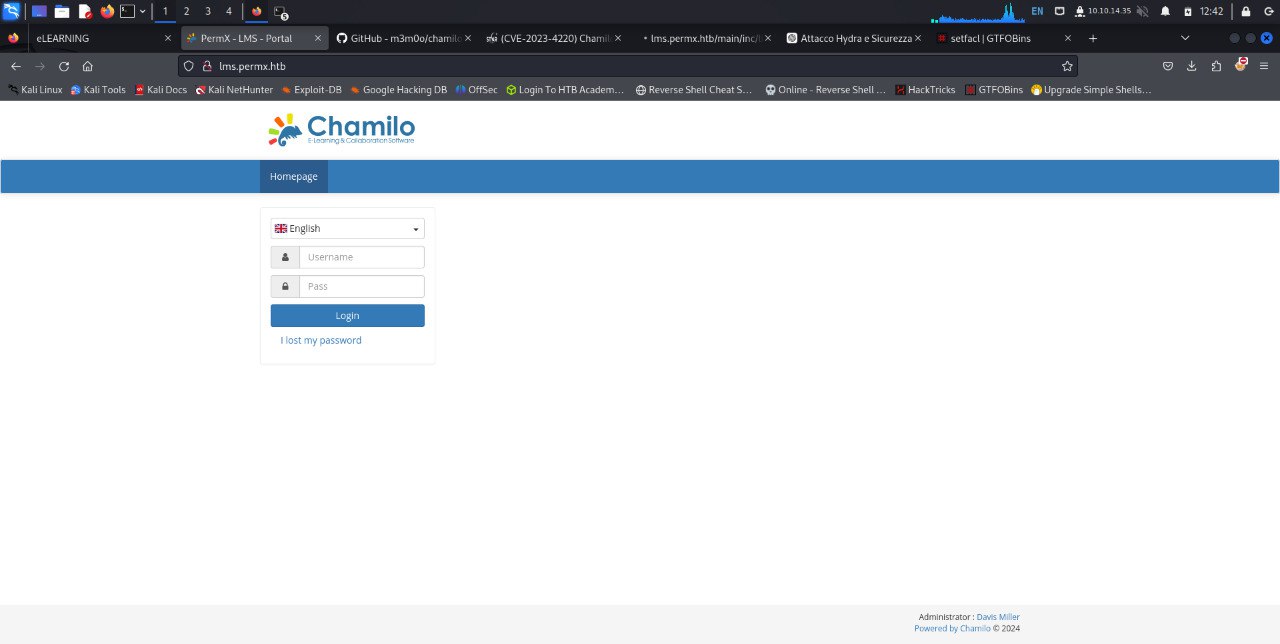 1 2 3 4 5 EN 10.10.14.35 12:42
eLEARNING PermX - LMS - Portal GitHub - m3m0o/chamilo (CVE-2023-4220) Chamil lms.permx.htb/main/inc/l Attacco Hydra e Sicurezza setfacl | GTFOBins
lms.permx.htb
Kali Linux Kali Tools Kali Docs Kali NetHunter Exploit-DB Google Hacking DB OffSec Login To HTB Academ... Reverse Shell Cheat S... Online - Reverse Shell ... HackTricks GTFOBins Upgrade Simple Shells...
Chamilo
E-Learning & Collaboration Software
Homepage
English
Username
Pass
Login
I lost my password
Administrator : Davis Miller
Powered by Chamilo © 2024